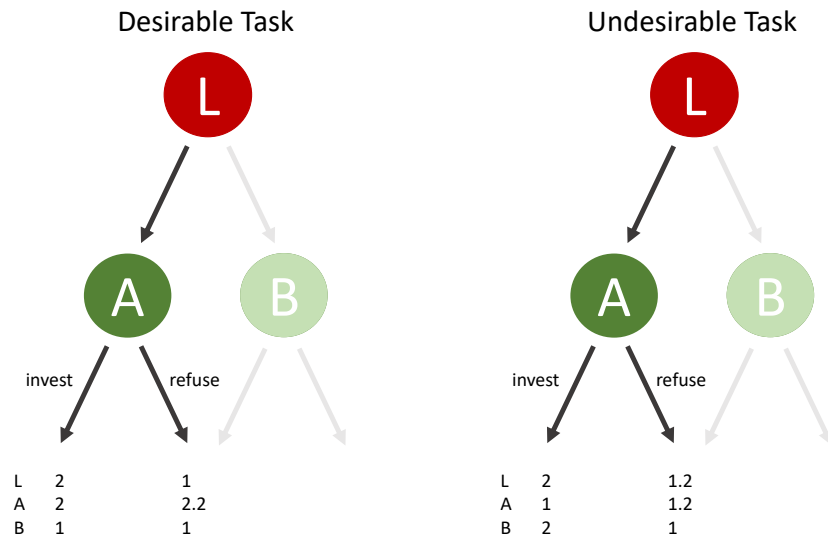 Desirable Task
Undesirable Task
L
L
A
B
A
B
invest
refuse
invest
refuse
L 2 1
L 2 1.2
A 2 2.2
A 1 1.2
B 1 1
B 2 1